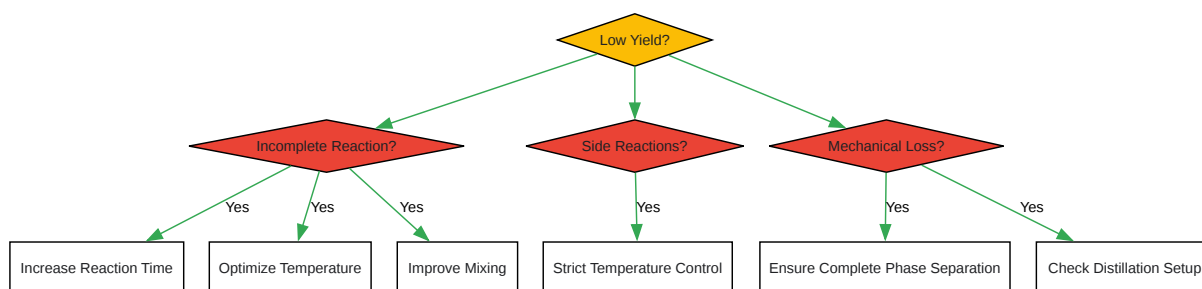 Low Yield?
Incomplete Reaction?
Side Reactions?
Mechanical Loss?
Yes
Yes
Yes
Yes
Yes
Yes
Increase Reaction Time
Optimize Temperature
Improve Mixing
Strict Temperature Control
Ensure Complete Phase Separation
Check Distillation Setup